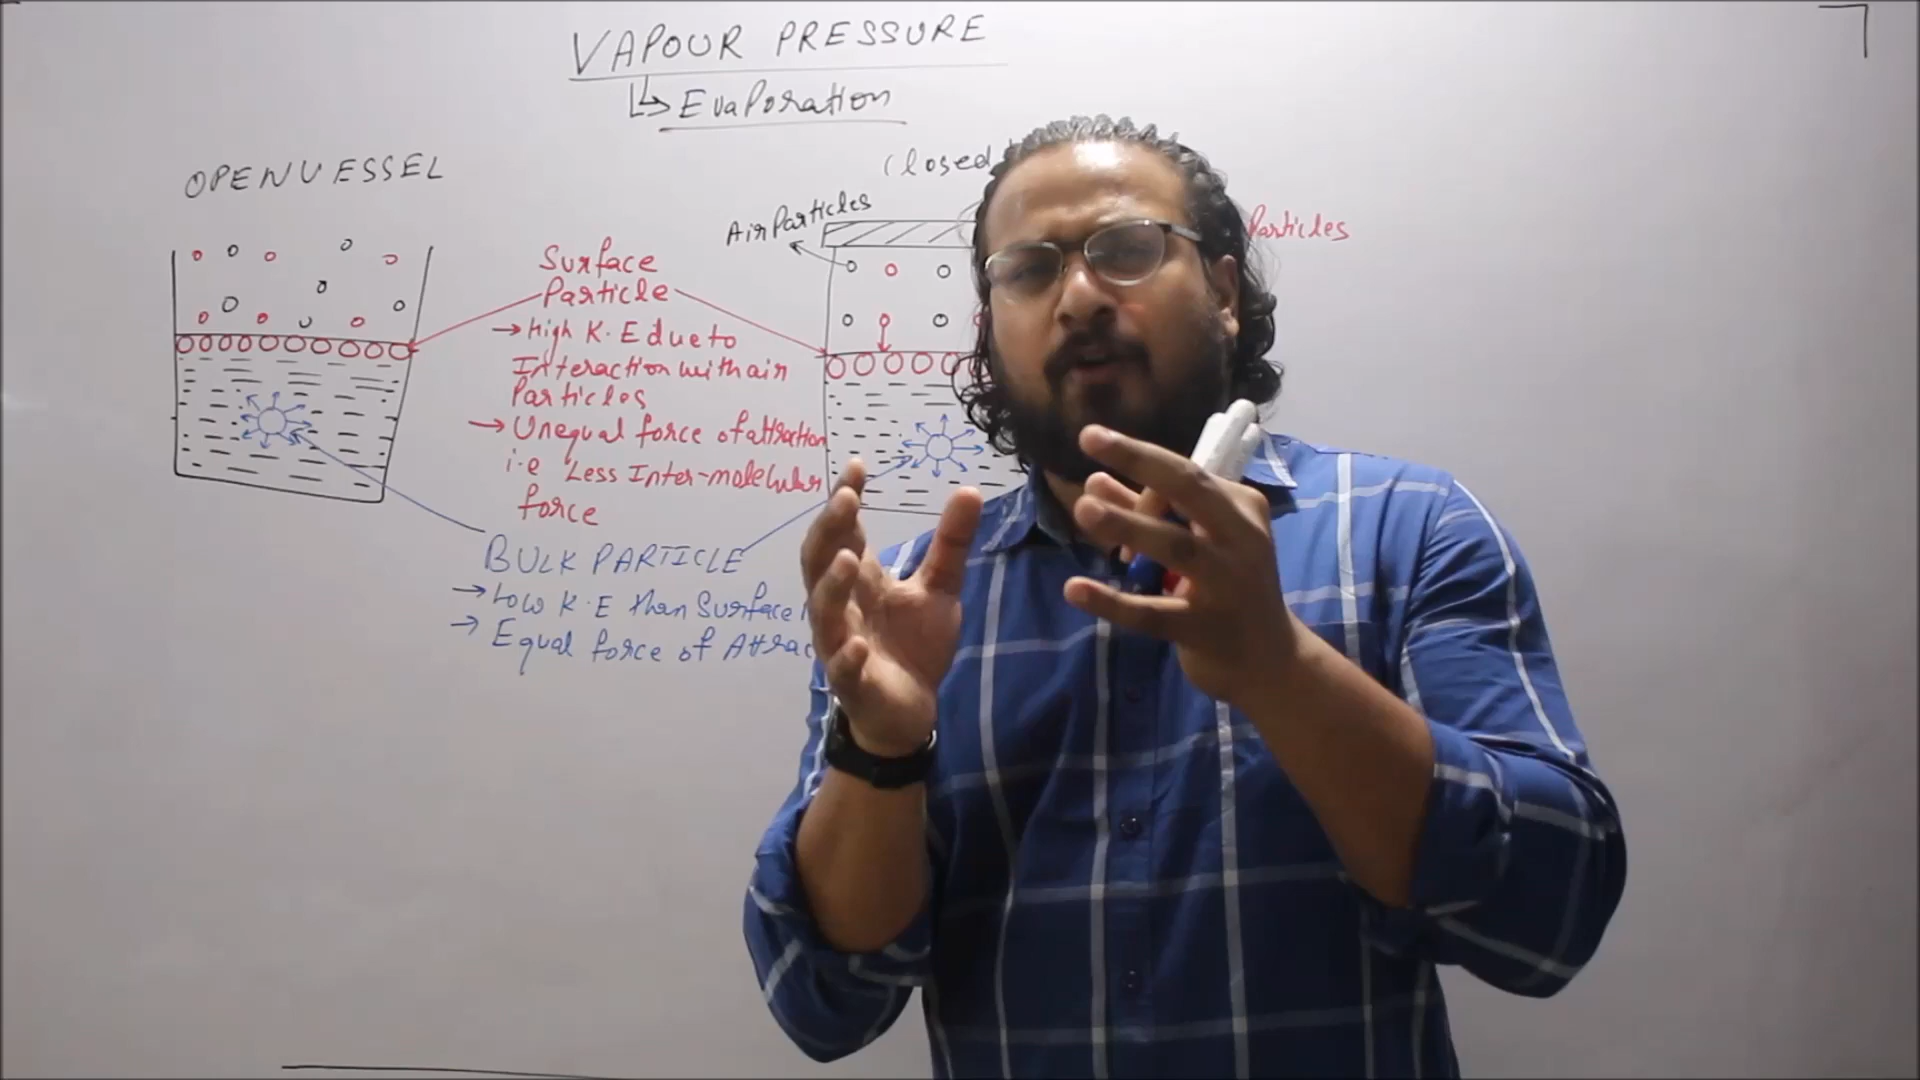 VAPOUR PRESSURE
Evaporation
OPEN VESSEL
Closed
Air Particles
Particles
Surface
Particle
→ High K.E due to
Interaction with air
Particles
→ Unequal force of attraction
i.e Less Inter-molecular
force
BULK PARTICLE
→ Low K.E than Surface
→ Equal force of Attrac